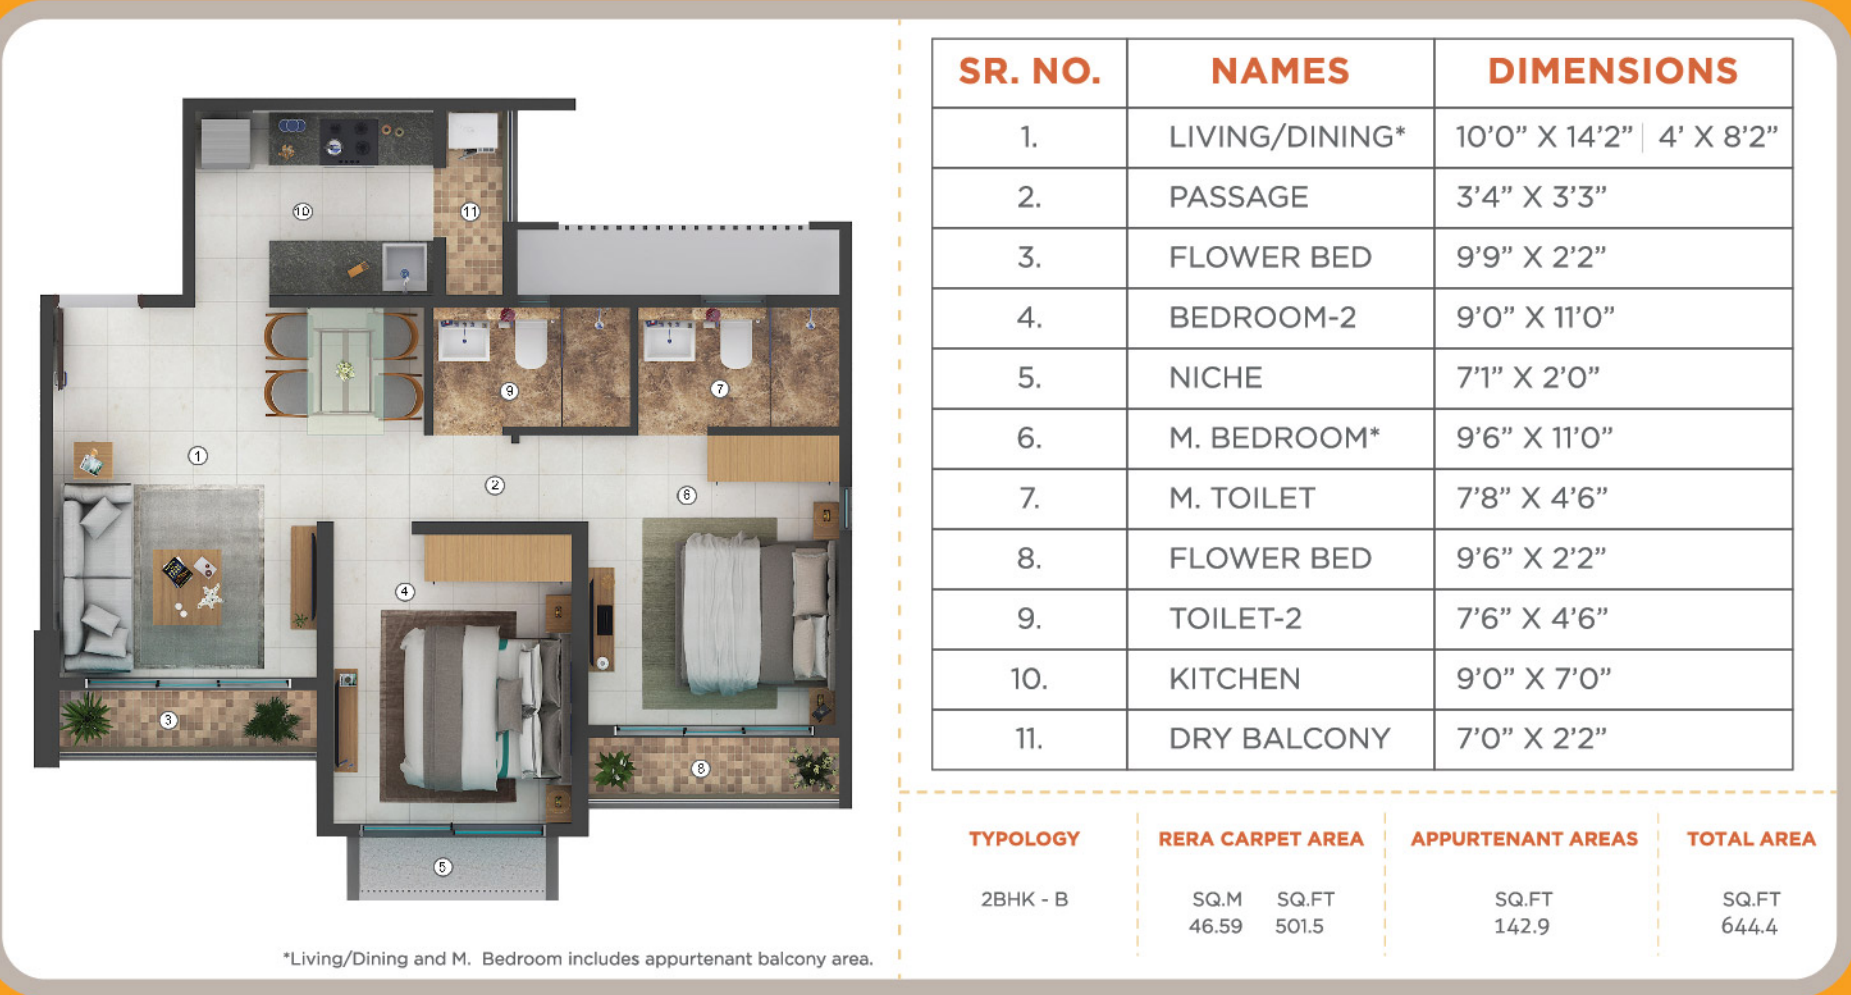 10
11
9
7
1
2
6
4
3
8
5
*Living/Dining and M. Bedroom includes appurtenant balcony area.
SR. NO. NAMES DIMENSIONS
1. LIVING/DINING* 10’0” X 14’2” | 4’ X 8’2”
2. PASSAGE 3’4” X 3’3”
3. FLOWER BED 9’9” X 2’2”
4. BEDROOM-2 9’0” X 11’0”
5. NICHE 7’1” X 2’0”
6. M. BEDROOM* 9’6” X 11’0”
7. M. TOILET 7’8” X 4’6”
8. FLOWER BED 9’6” X 2’2”
9. TOILET-2 7’6” X 4’6”
10. KITCHEN 9’0” X 7’0”
11. DRY BALCONY 7’0” X 2’2”
TYPOLOGY RERA CARPET AREA APPURTENANT AREAS TOTAL AREA
2BHK - B SQ.M SQ.FT SQ.FT SQ.FT
46.59 501.5 142.9 644.4